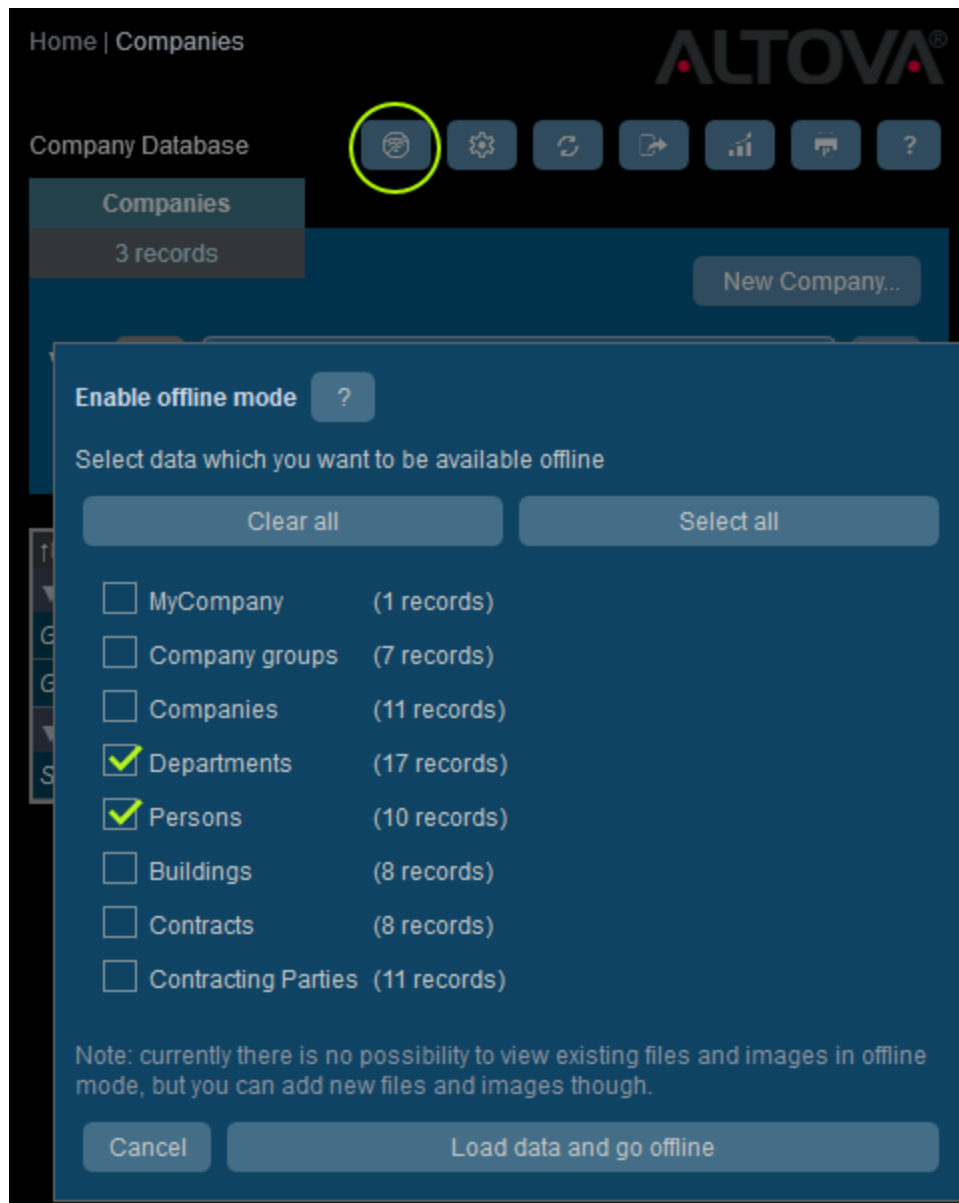 Home | Companies
ALTOVA®
Company Database
?
Companies
3 records
New Company...
Enable offline mode ?
Select data which you want to be available offline
Clear all Select all
MyCompany (1 records)
Company groups (7 records)
Companies (11 records)
Departments (17 records)
Persons (10 records)
Buildings (8 records)
Contracts (8 records)
Contracting Parties (11 records)
G
G
S
Note: currently there is no possibility to view existing files and images in offline
mode, but you can add new files and images though.
Cancel Load data and go offline